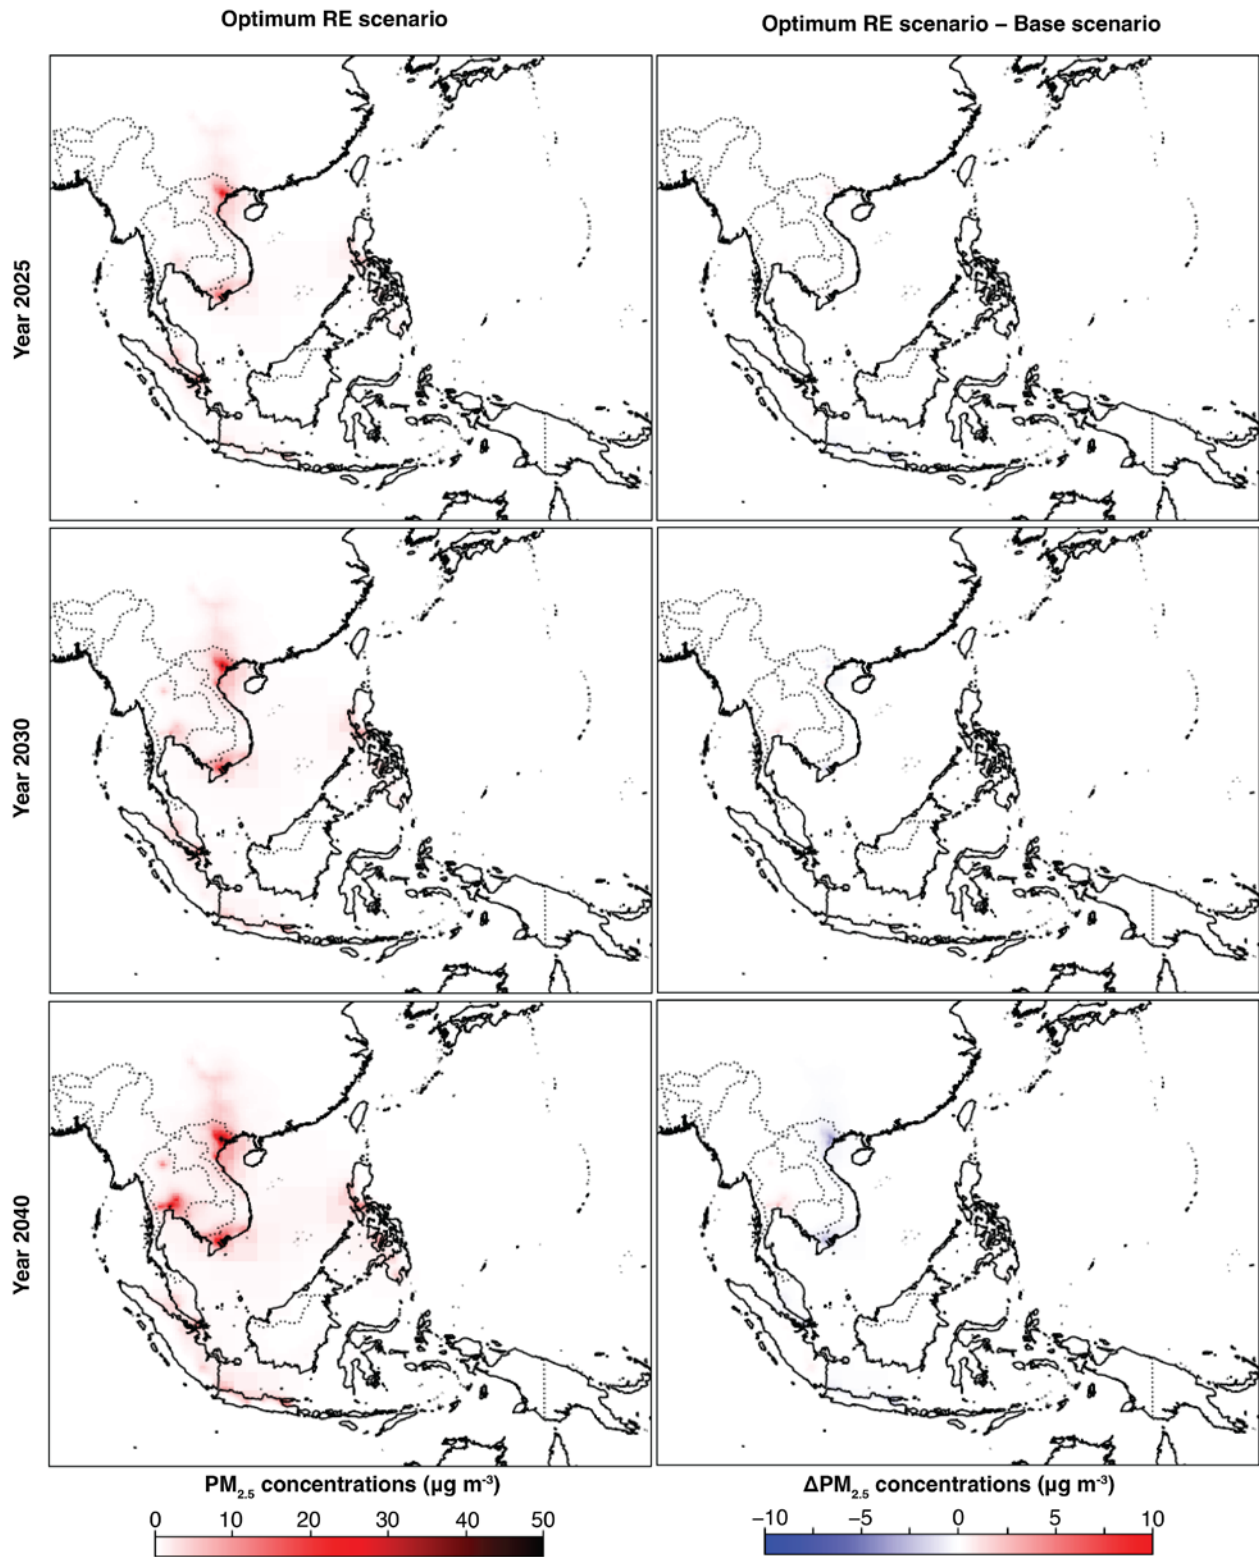 Optimum RE scenario
Optimum RE scenario – Base scenario
Year 2025
Year 2030
Year 2040
PM2.5 concentrations (µg m-3)
0 10 20 30 40 50
ΔPM2.5 concentrations (µg m-3)
−10 −5 0 5 10